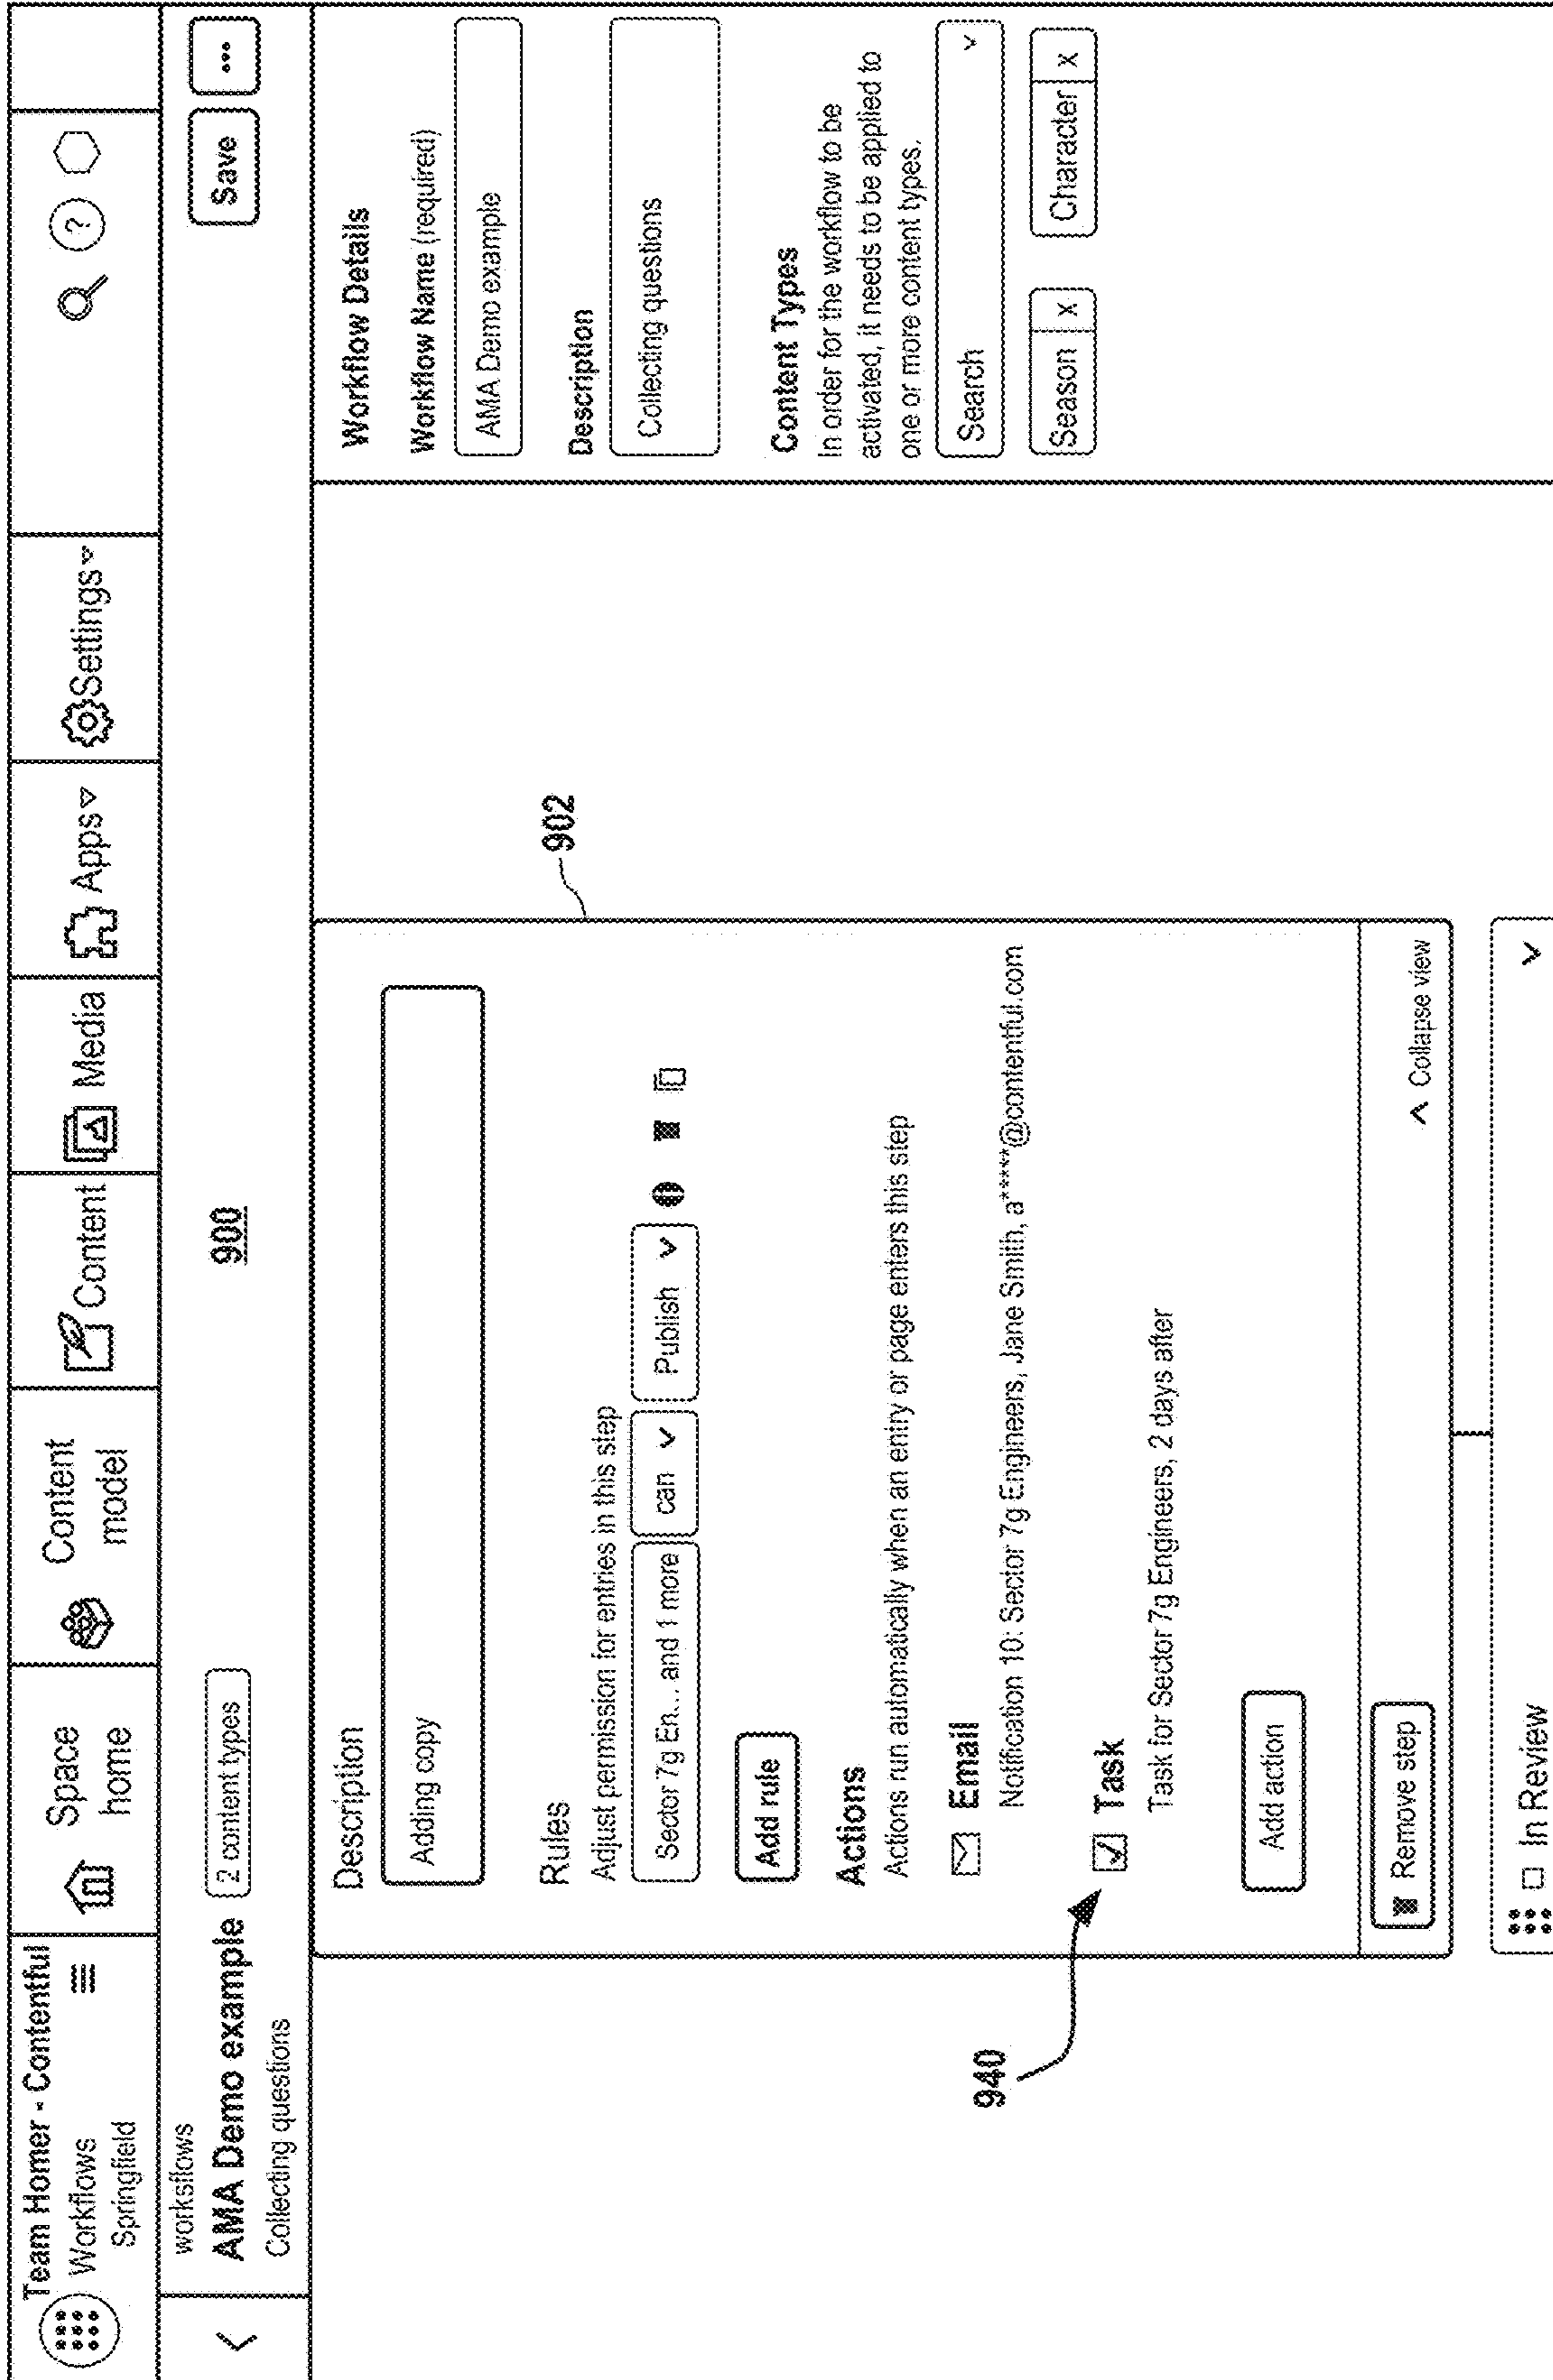 Team Homer - Contentful
Workflows
Springfield
Space home
Content model
Content
Media
Apps
Settings
?
worksflows
AMA Demo example
2 content types
Collecting questions
900
Save
...
Description
Adding copy
902
Rules
Adjust permission for entries in this step
Sector 7g En... and 1 more
can
Publish
Add rule
Actions
Actions run automatically when an entry or page enters this step
Email
Notification 10: Sector 7g Engineers, Jane Smith, a*****@contentful.com
940
Task
Task for Sector 7g Engineers, 2 days after
Add action
Remove step
Collapse view
In Review
Workflow Details
Workflow Name (required)
AMA Demo example
Description
Collecting questions
Content Types
In order for the workflow to be
activated, it needs to be applied to
one or more content types.
Search
Season x
Character x